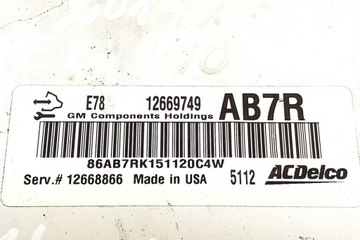 E78 12669749 AB7R
GM Components Holdings
86AB7RK151120C4W
Serv.# 12668866 Made in USA 5112 ACDelco